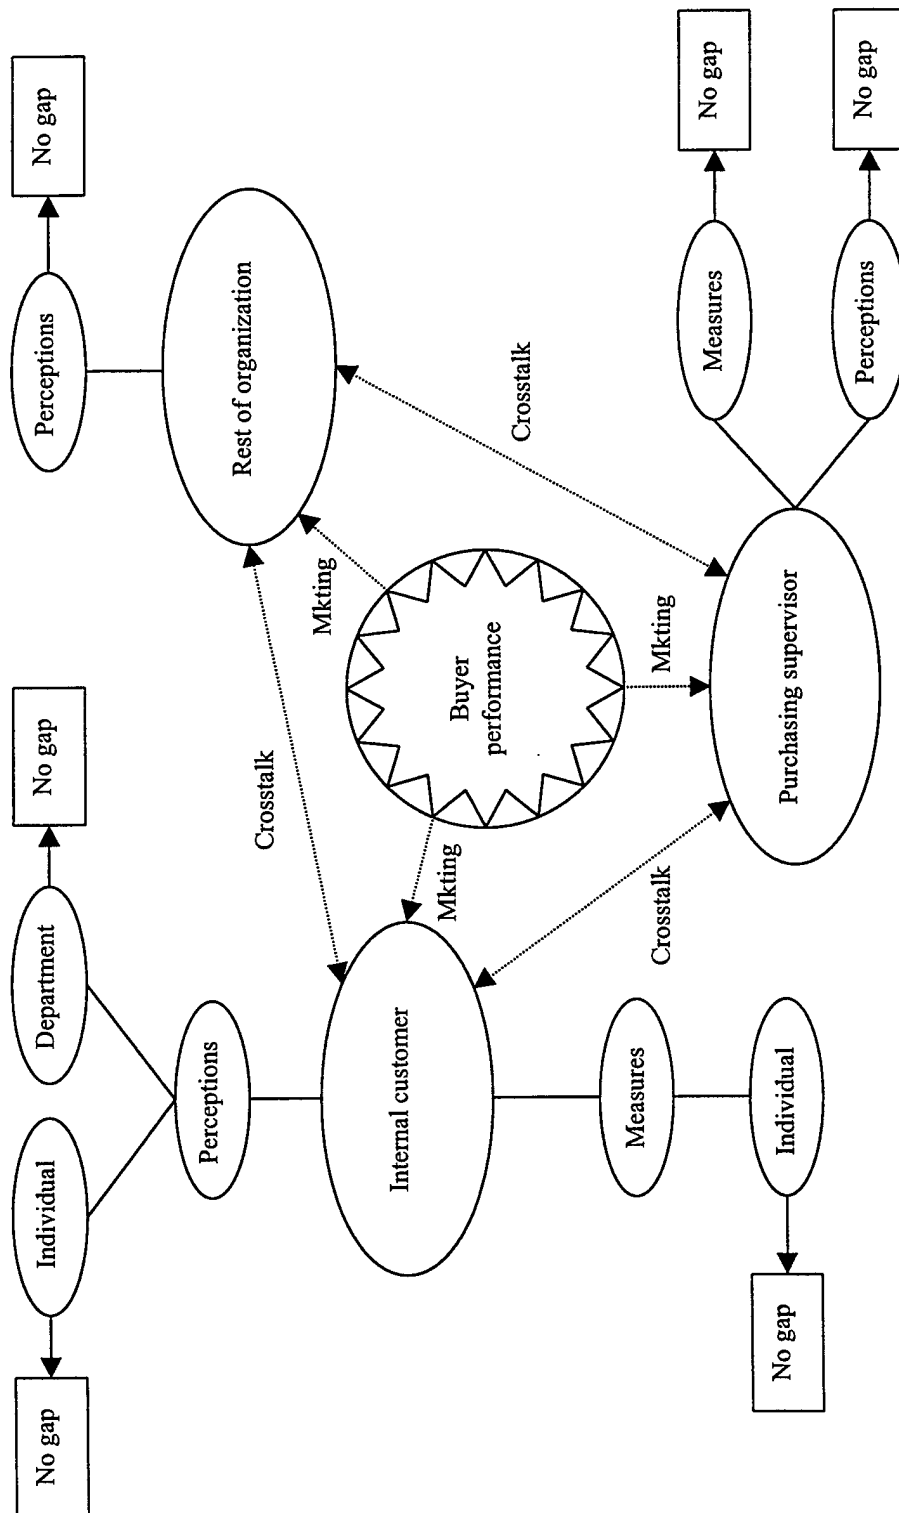 No gap
Individual
Department
No gap
Perceptions
No gap
Perceptions
Rest of organization
Crosstalk
Mkting
Internal customer
Mkting
Buyer
performance
Crosstalk
Measures
Crosstalk
Mkting
Measures
No gap
No gap
Individual
Purchasing supervisor
Perceptions
No gap